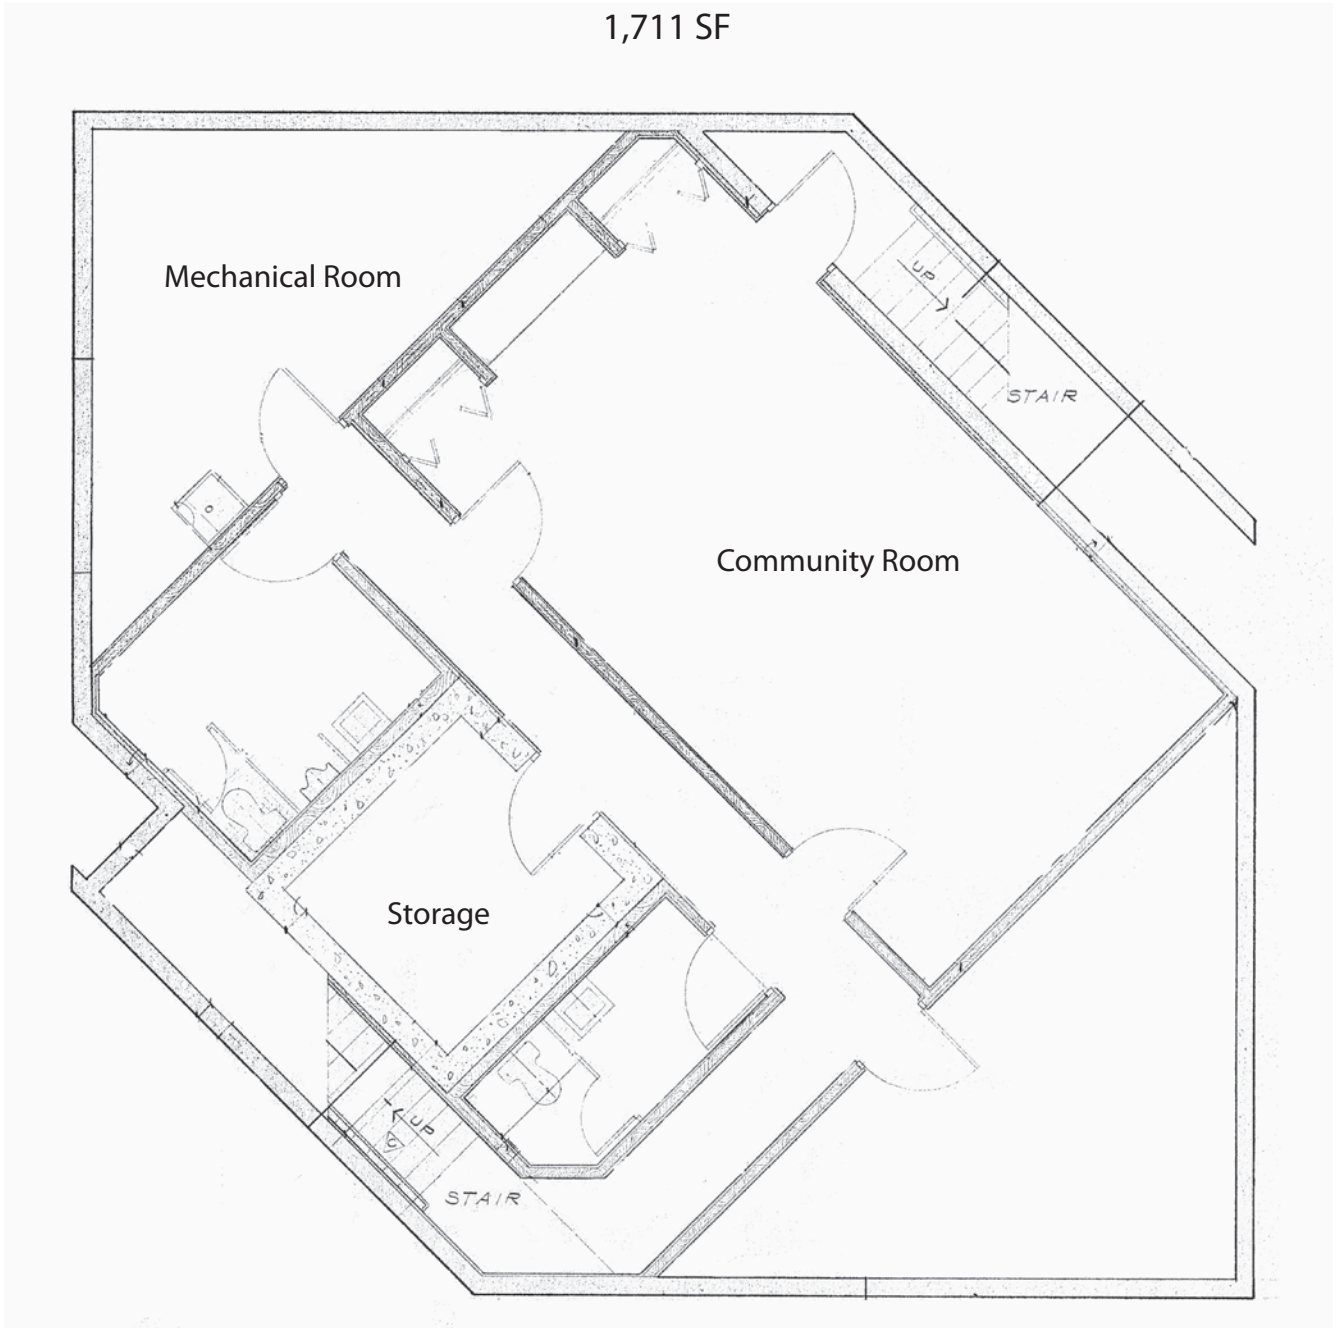 1,711 SF
Mechanical Room
UP
STAIR
Community Room
Storage
UP
STAIR